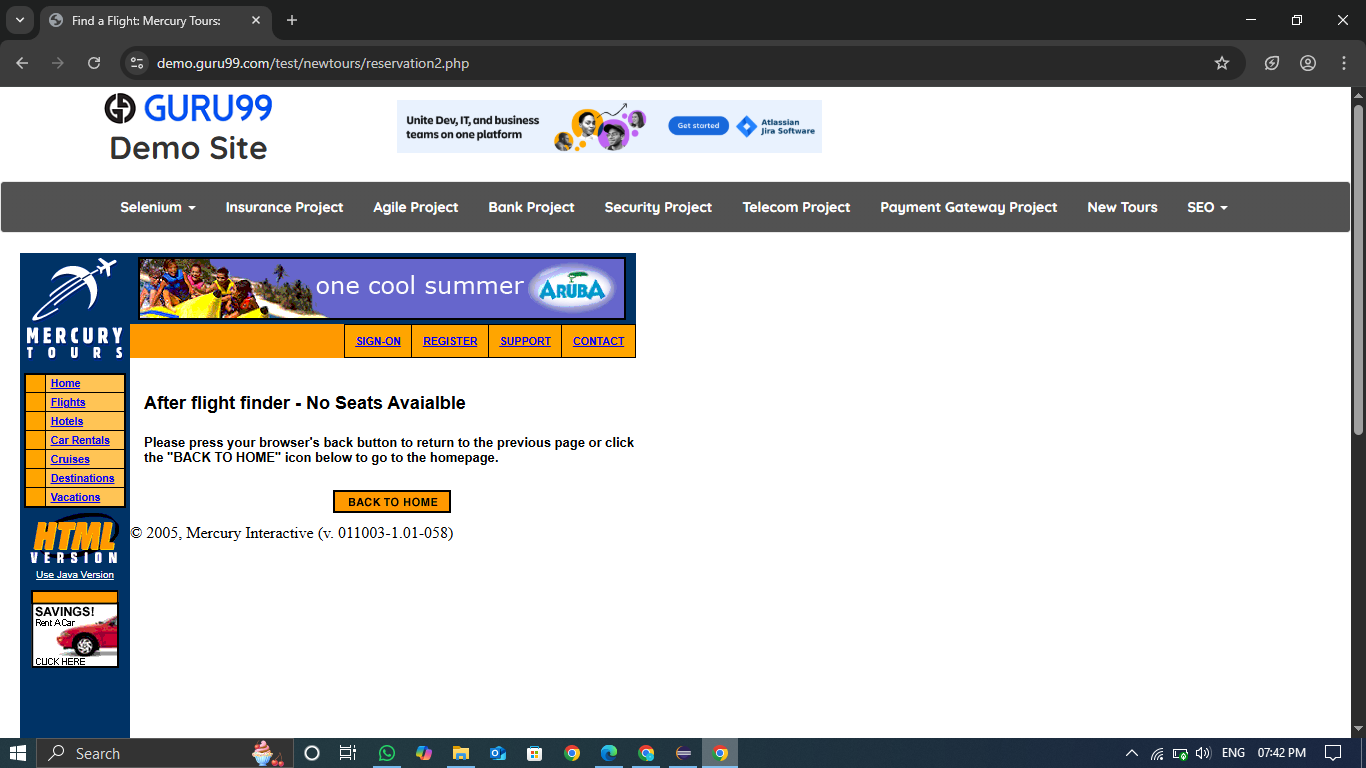 Find a Flight: Mercury Tours:
demo.guru99.com/test/newtours/reservation2.php
GURU99
Demo Site
Unite Dev, IT, and business
teams on one platform
Get started
Atlassian
Jira Software
Selenium
Insurance Project
Agile Project
Bank Project
Security Project
Telecom Project
Payment Gateway Project
New Tours
SEO
MERCURY
TOURS
one cool summer
ARUBA
SIGN-ON
REGISTER
SUPPORT
CONTACT
Home
Flights
Hotels
Car Rentals
Cruises
Destinations
Vacations
After flight finder - No Seats Avaialble
Please press your browser's back button to return to the previous page or click
the "BACK TO HOME" icon below to go to the homepage.
BACK TO HOME
© 2005, Mercury Interactive (v. 011003-1.01-058)
HTML
VERSION
Use Java Version
SAVINGS!
Rent A Car
CLICK HERE
Search
ENG
07:42 PM